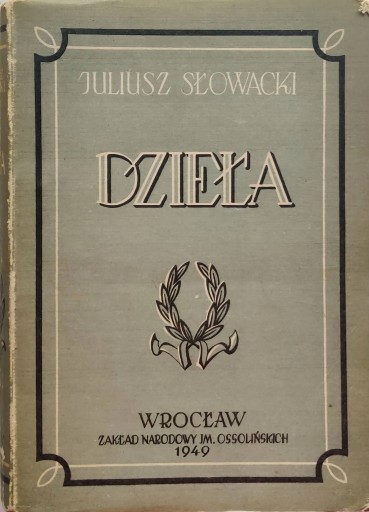 JULIUSZ SŁOWACKI
DZIEŁA
WROCŁAW
ZAKŁAD NARODOWY IM. OSSOLIŃSKICH
1949